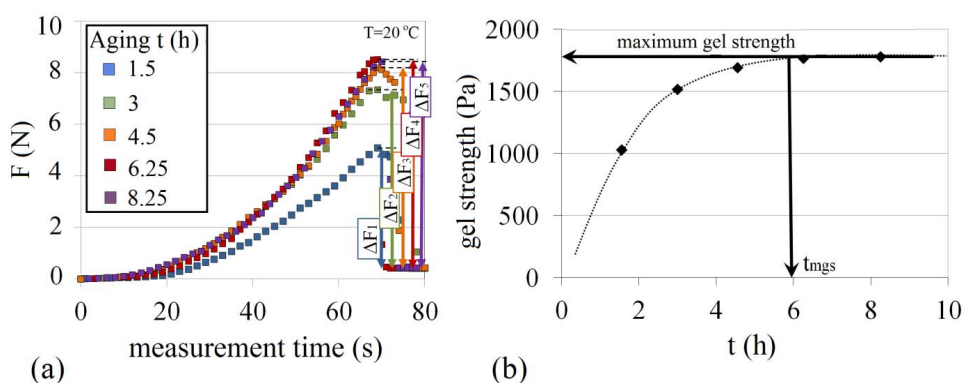 10
8
6
4
2
0
F (N)
Aging t (h)
1.5
3
4.5
6.25
8.25
T=20 °C
ΔF1
ΔF2
ΔF3
ΔF4
ΔF5
0 20 40 60 80
measurement time (s)
(a)
2000
1500
1000
500
0
gel strength (Pa)
maximum gel strength
tmgs
0 2 4 6 8 10
t (h)
(b)